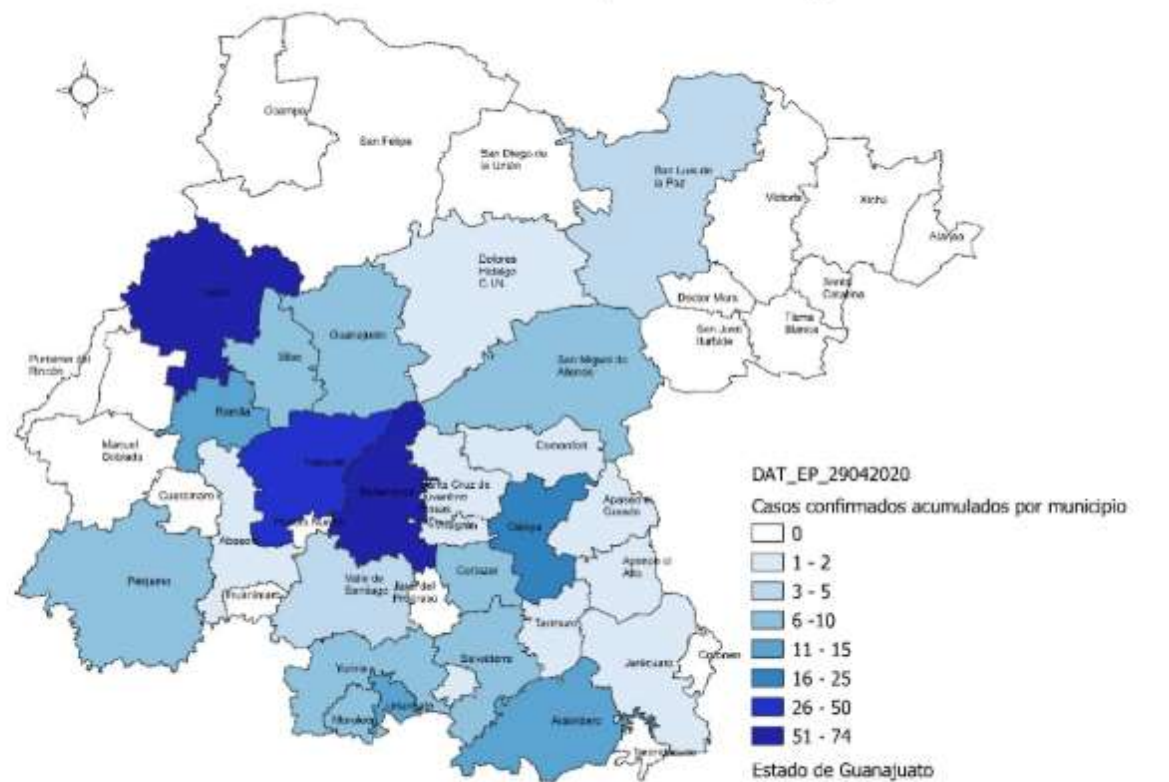 Ocampo
San Felipe
San Diego de
la Unión
San Luis de
la Paz
Victoria
Xichú
Atarjea
Dolores
Hidalgo
C.I.N.
Doctor Mora
Santa
Catarina
Tierra
Blanca
San José
Iturbide
León
Silao
Guanajuato
San Miguel de
Allende
Purísima del
Rincón
Romita
Manuel
Doblado
Irapuato
Salamanca
Comonfort
Cuerámaro
Santa Cruz de
Juventino
Rosas
Villagrán
Celaya
Apaseo el
Grande
Pueblo Nuevo
Abasolo
Pénjamo
Huanímaro
Valle de
Santiago
Jaral del
Progreso
Cortazar
Apaseo el
Alto
Tarimoro
Yuriria
Salvatierra
Jerécuaro
Coroneo
Moroleón
Uriangato
Acámbaro
Tarandacuao
DAT_EP_29042020
Casos confirmados acumulados por municipio
0
1 - 2
3 - 5
6 -10
11 - 15
16 - 25
26 - 50
51 - 74
Estado de Guanajuato